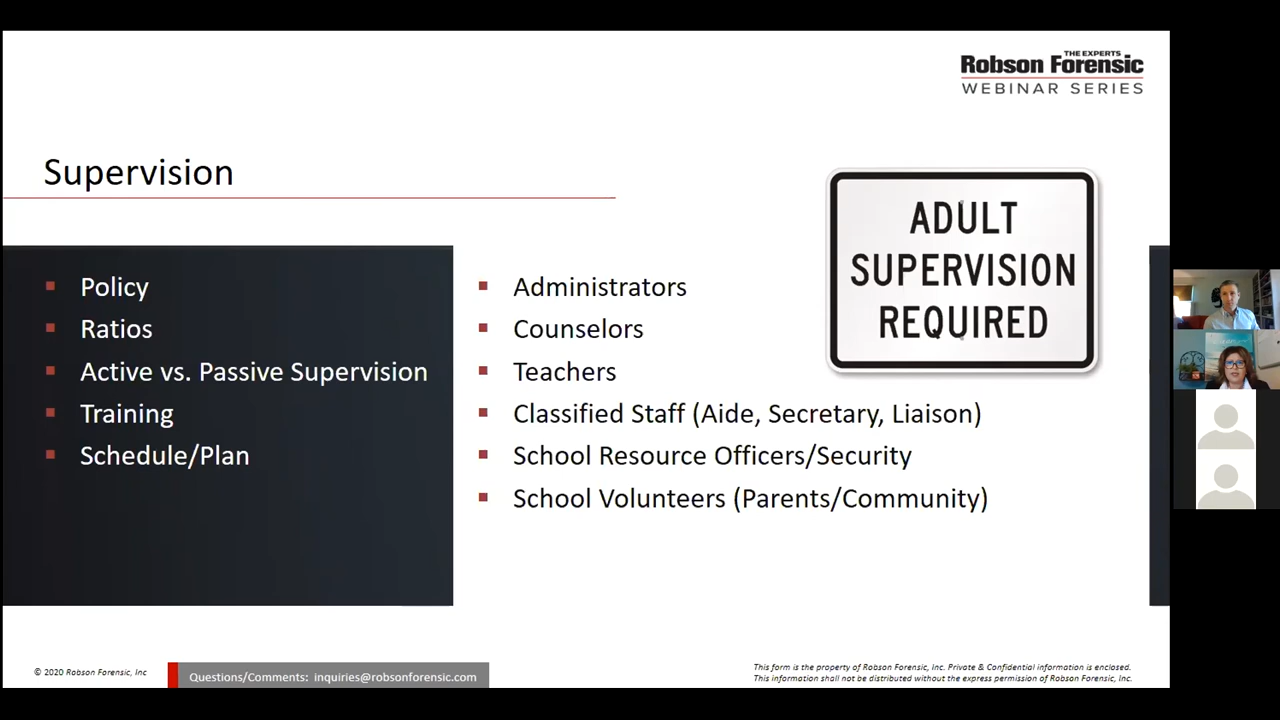 THE EXPERTS
Robson Forensic
WEBINAR SERIES
Supervision
ADULT
SUPERVISION
REQUIRED
Policy
Ratios
Active vs. Passive Supervision
Training
Schedule/Plan
Administrators
Counselors
Teachers
Classified Staff (Aide, Secretary, Liaison)
School Resource Officers/Security
School Volunteers (Parents/Community)
© 2020 Robson Forensic, Inc
Questions/Comments: inquiries@robsonforensic.com
This form is the property of Robson Forensic, Inc. Private & Confidential information is enclosed.
This information shall not be distributed without the express permission of Robson Forensic, Inc.